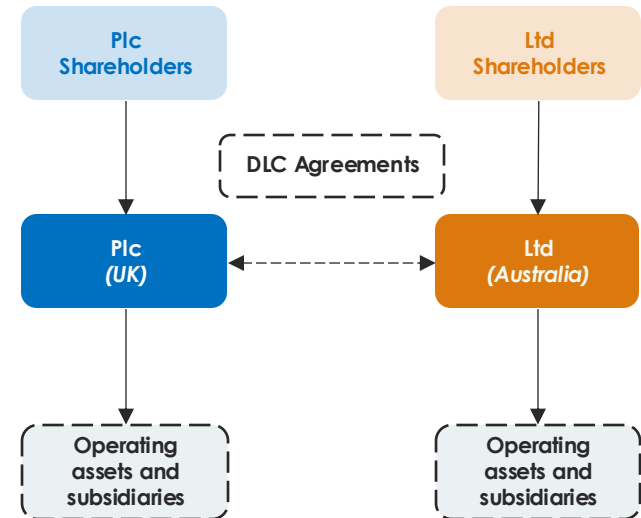 Plc
Shareholders
Ltd
Shareholders
DLC Agreements
Plc
(UK)
Ltd
(Australia)
Operating
assets and
subsidiaries
Operating
assets and
subsidiaries